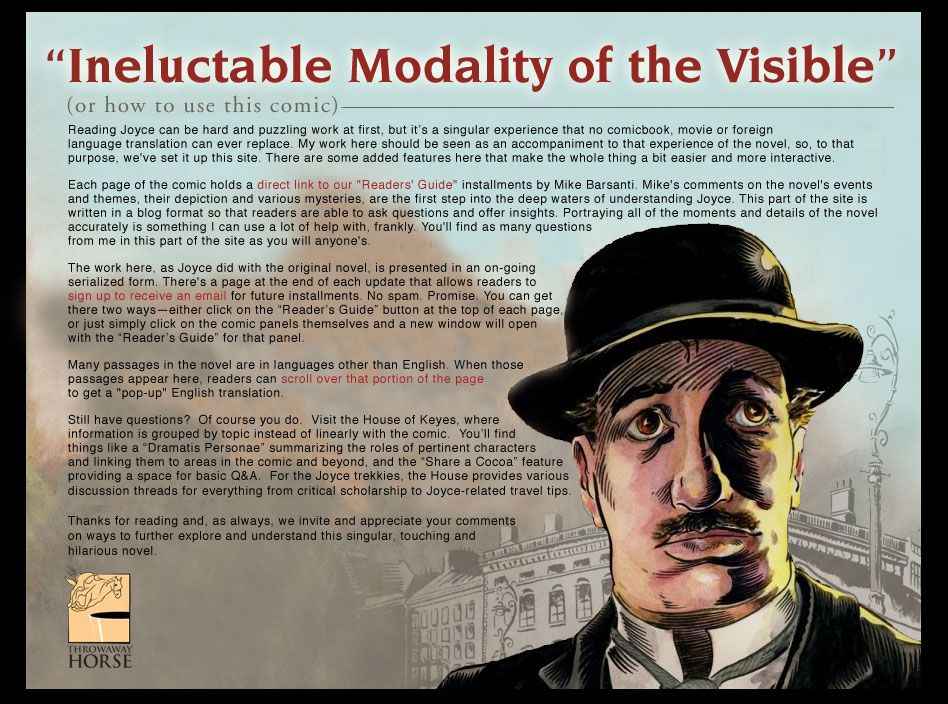 “Ineluctable Modality of the Visible”
(or how to use this comic)
Reading Joyce can be hard and puzzling work at first, but it’s a singular experience that no comicbook, movie or foreign
language translation can ever replace. My work here should be seen as an accompaniment to that experience of the novel, so, to that
purpose, we've set it up this site. There are some added features here that make the whole thing a bit easier and more interactive.
Each page of the comic holds a direct link to our "Readers' Guide" installments by Mike Barsanti. Mike's comments on the novel's events
and themes, their depiction and various mysteries, are the first step into the deep waters of understanding Joyce. This part of the site is
written in a blog format so that readers are able to ask questions and offer insights. Portraying all of the moments and details of the novel
accurately is something I can use a lot of help with, frankly. You'll find as many questions
from me in this part of the site as you will anyone's.
The work here, as Joyce did with the original novel, is presented in an on-going
serialized form. There's a page at the end of each update that allows readers to
sign up to receive an email for future installments. No spam. Promise. You can get
there two ways—either click on the “Reader’s Guide” button at the top of each page,
or just simply click on the comic panels themselves and a new window will open
with the “Reader’s Guide” for that panel.
Many passages in the novel are in languages other than English. When those
passages appear here, readers can scroll over that portion of the page
to get a "pop-up" English translation.
Still have questions? Of course you do. Visit the House of Keyes, where
information is grouped by topic instead of linearly with the comic. You’ll find
things like a “Dramatis Personae” summarizing the roles of pertinent characters
and linking them to areas in the comic and beyond, and the “Share a Cocoa” feature
providing a space for basic Q&A. For the Joyce trekkies, the House provides various
discussion threads for everything from critical scholarship to Joyce-related travel tips.
Thanks for reading and, as always, we invite and appreciate your comments
on ways to further explore and understand this singular, touching and
hilarious novel.
THROWAWAY
HORSE